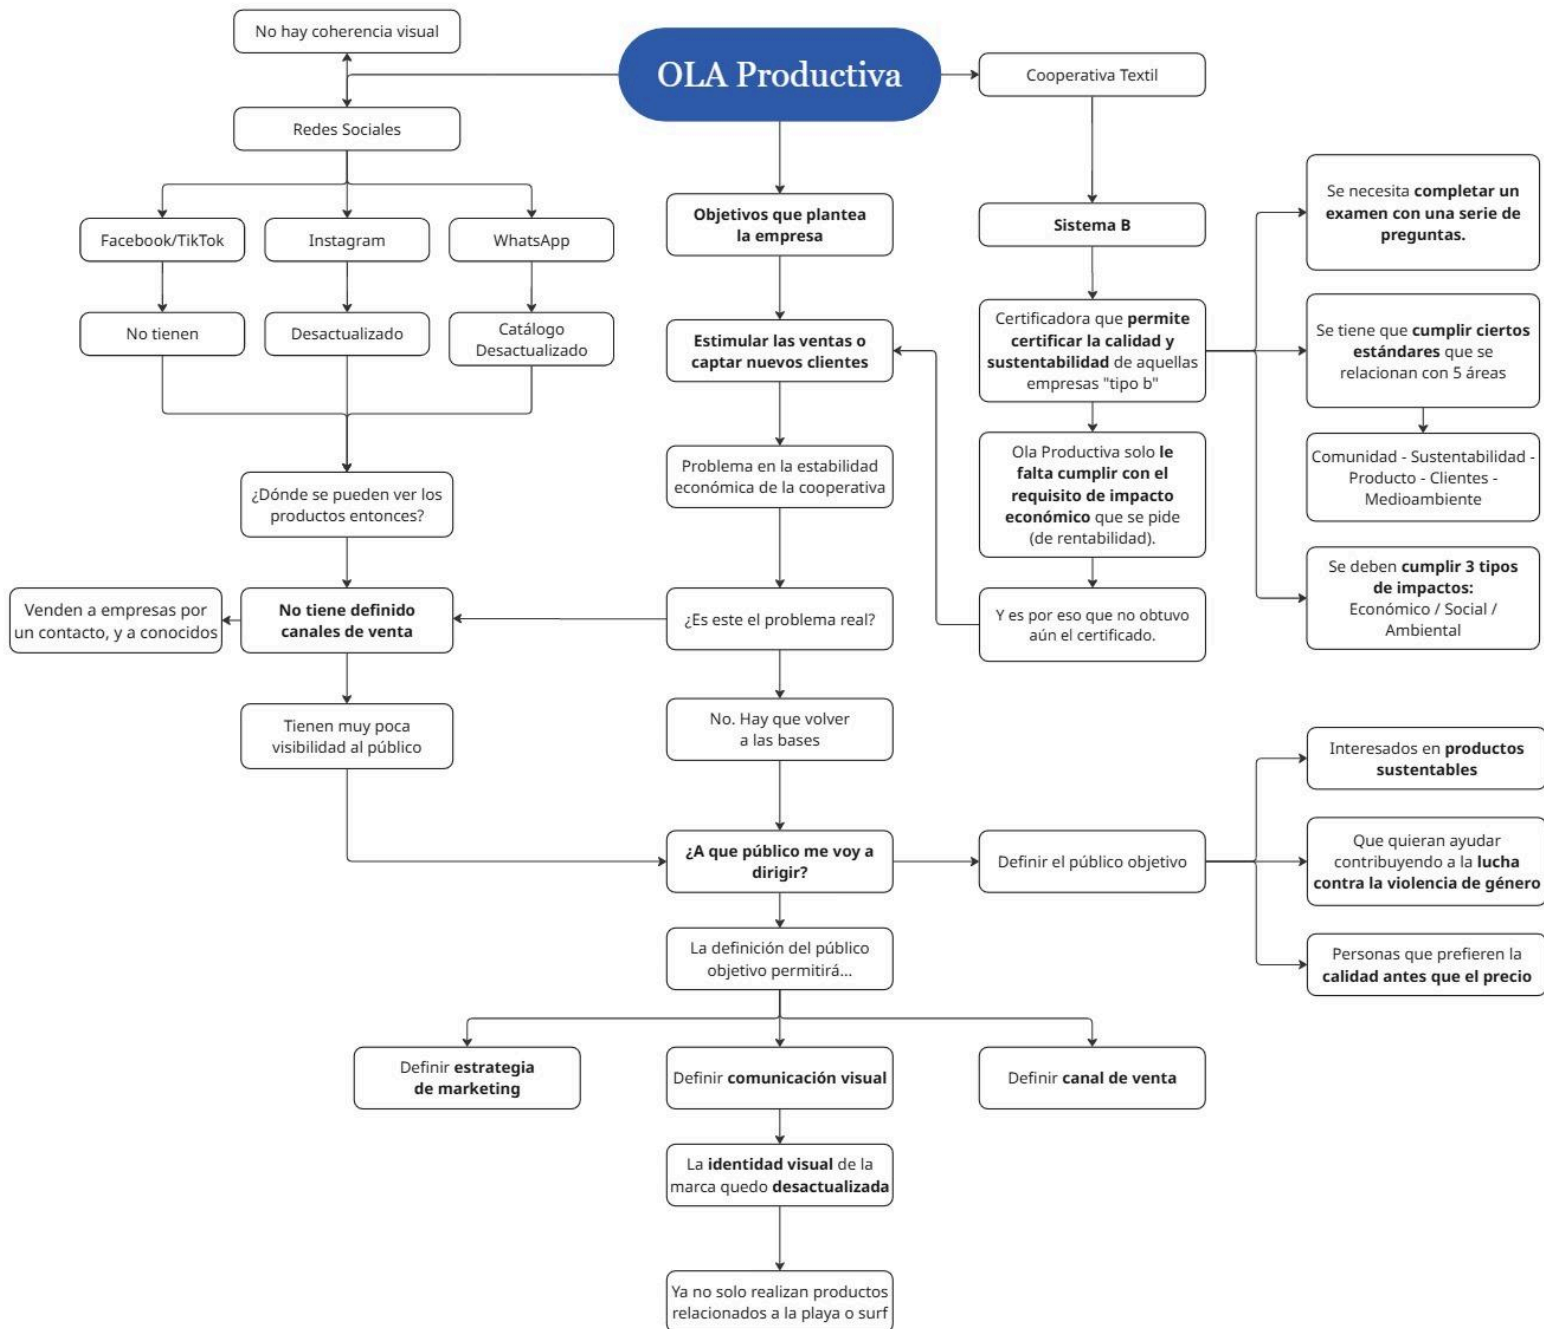 No hay coherencia visual
OLA Productiva
Cooperativa Textil
Redes Sociales
Facebook/TikTok
Instagram
WhatsApp
No tienen
Desactualizado
Catálogo
Desactualizado
¿Dónde se pueden ver los
productos entonces?
No tiene definido
canales de venta
Venden a empresas por
un contacto, y a conocidos
Tienen muy poca
visibilidad al público
Objetivos que plantea
la empresa
Estimular las ventas o
captar nuevos clientes
Problema en la estabilidad
económica de la cooperativa
¿Es este el problema real?
No. Hay que volver
a las bases
¿A que público me voy a
dirigir?
Sistema B
Certificadora que permite
certificar la calidad y
sustentabilidad de aquellas
empresas "tipo b"
Ola Productiva solo le
falta cumplir con el
requisito de impacto
económico que se pide
(de rentabilidad).
Y es por eso que no obtuvo
aún el certificado.
Se necesita completar un
examen con una serie de
preguntas.
Se tiene que cumplir ciertos
estándares que se
relacionan con 5 áreas
Comunidad - Sustentabilidad -
Producto - Clientes -
Medioambiente
Se deben cumplir 3 tipos
de impactos:
Económico / Social /
Ambiental
Definir el público objetivo
Interesados en productos
sustentables
Que quieran ayudar
contribuyendo a la lucha
contra la violencia de género
Personas que prefieren la
calidad antes que el precio
La definición del público
objetivo permitirá...
Definir estrategia
de marketing
Definir comunicación visual
Definir canal de venta
La identidad visual de la
marca quedo desactualizada
Ya no solo realizan productos
relacionados a la playa o surf